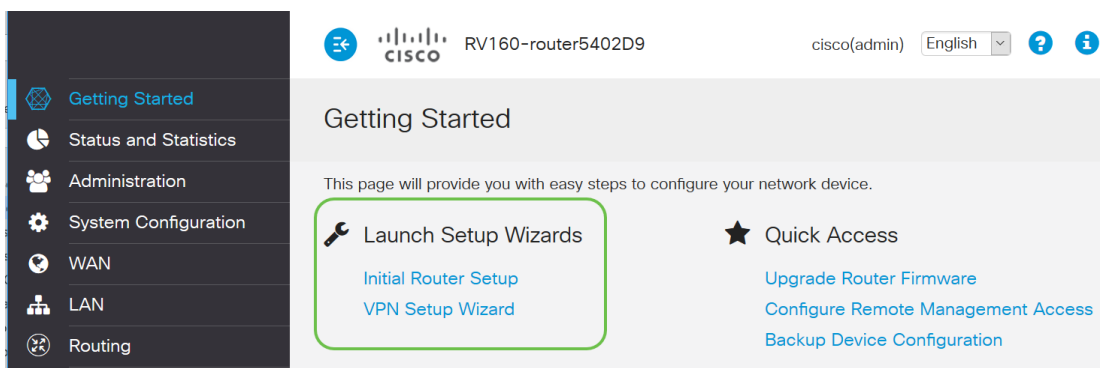 CISCO
RV160-router5402D9
cisco(admin)
English
?
i
Getting Started
Status and Statistics
Administration
System Configuration
WAN
LAN
Routing
Getting Started
This page will provide you with easy steps to configure your network device.
Launch Setup Wizards
Initial Router Setup
VPN Setup Wizard
Quick Access
Upgrade Router Firmware
Configure Remote Management Access
Backup Device Configuration